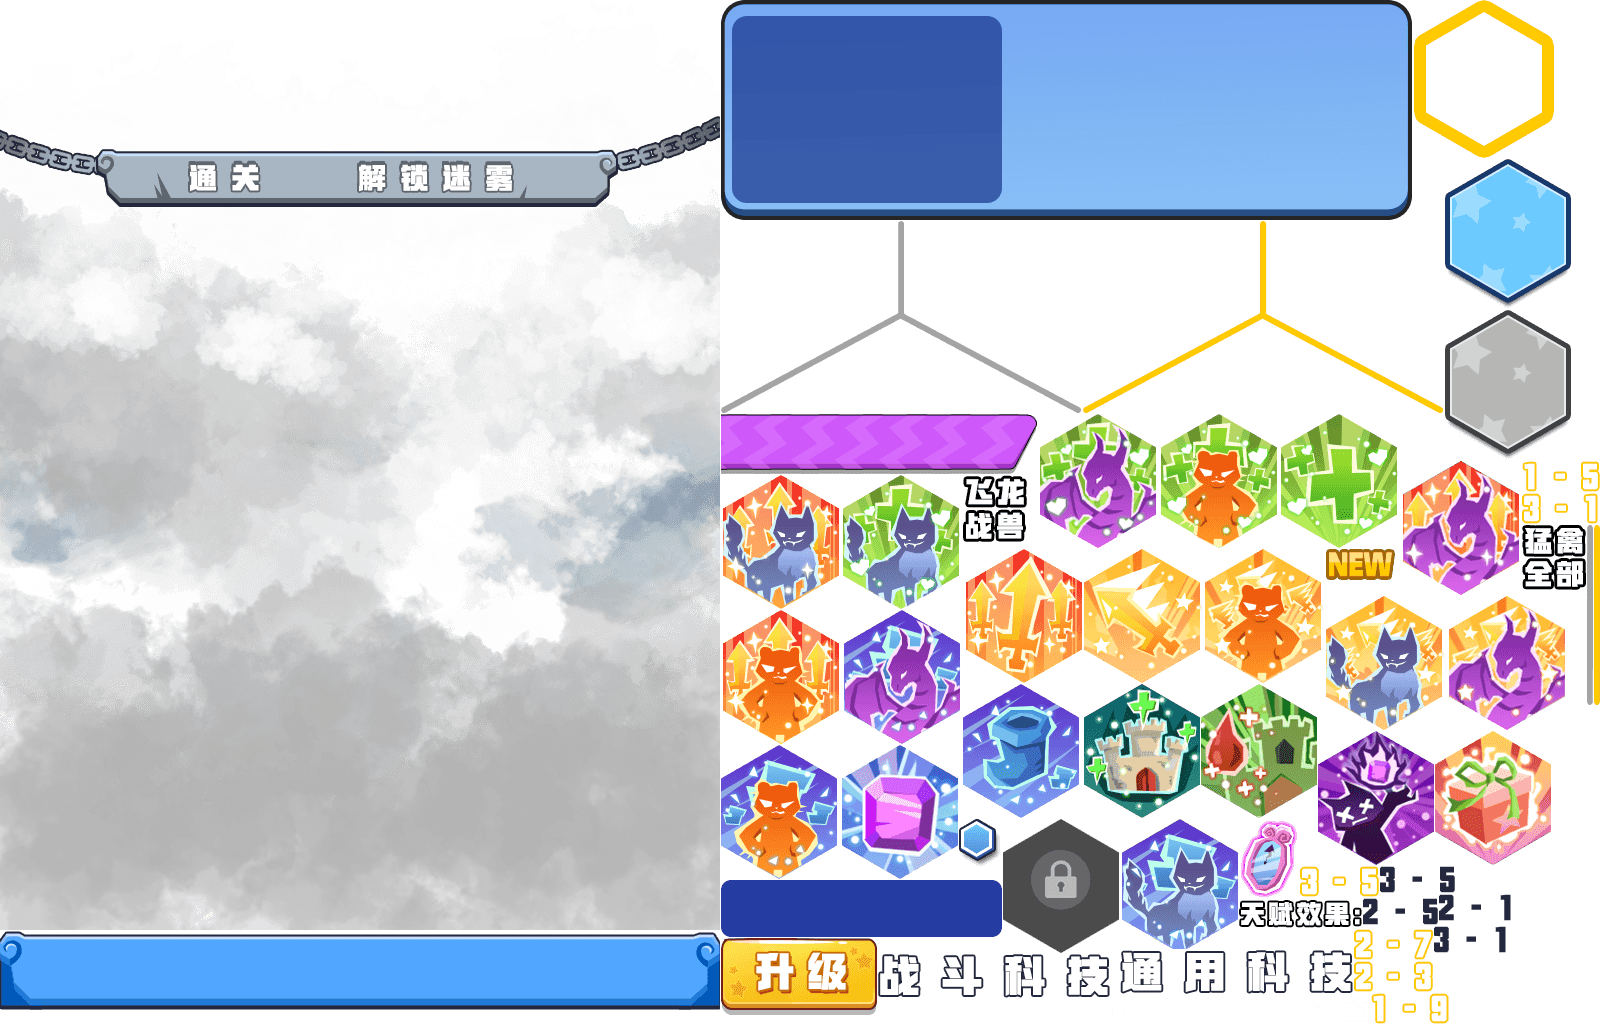 通关 解锁迷雾
飞龙
战兽
1 - 5
3 - 1
猛禽
全部
NEW
3 - 5
3 - 5
天赋效果:
2 - 5
2 - 1
2 - 7
3 - 1
升级
战斗科技
通用科技
2 - 3
1 - 9